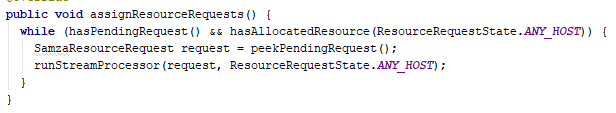 public void assignResourceRequests() {
while (hasPendingRequest() && hasAllocatedResource(ResourceRequestState.ANY_HOST)) {
SamzaResourceRequest request = peekPendingRequest();
runStreamProcessor(request, ResourceRequestState.ANY_HOST);
}
}